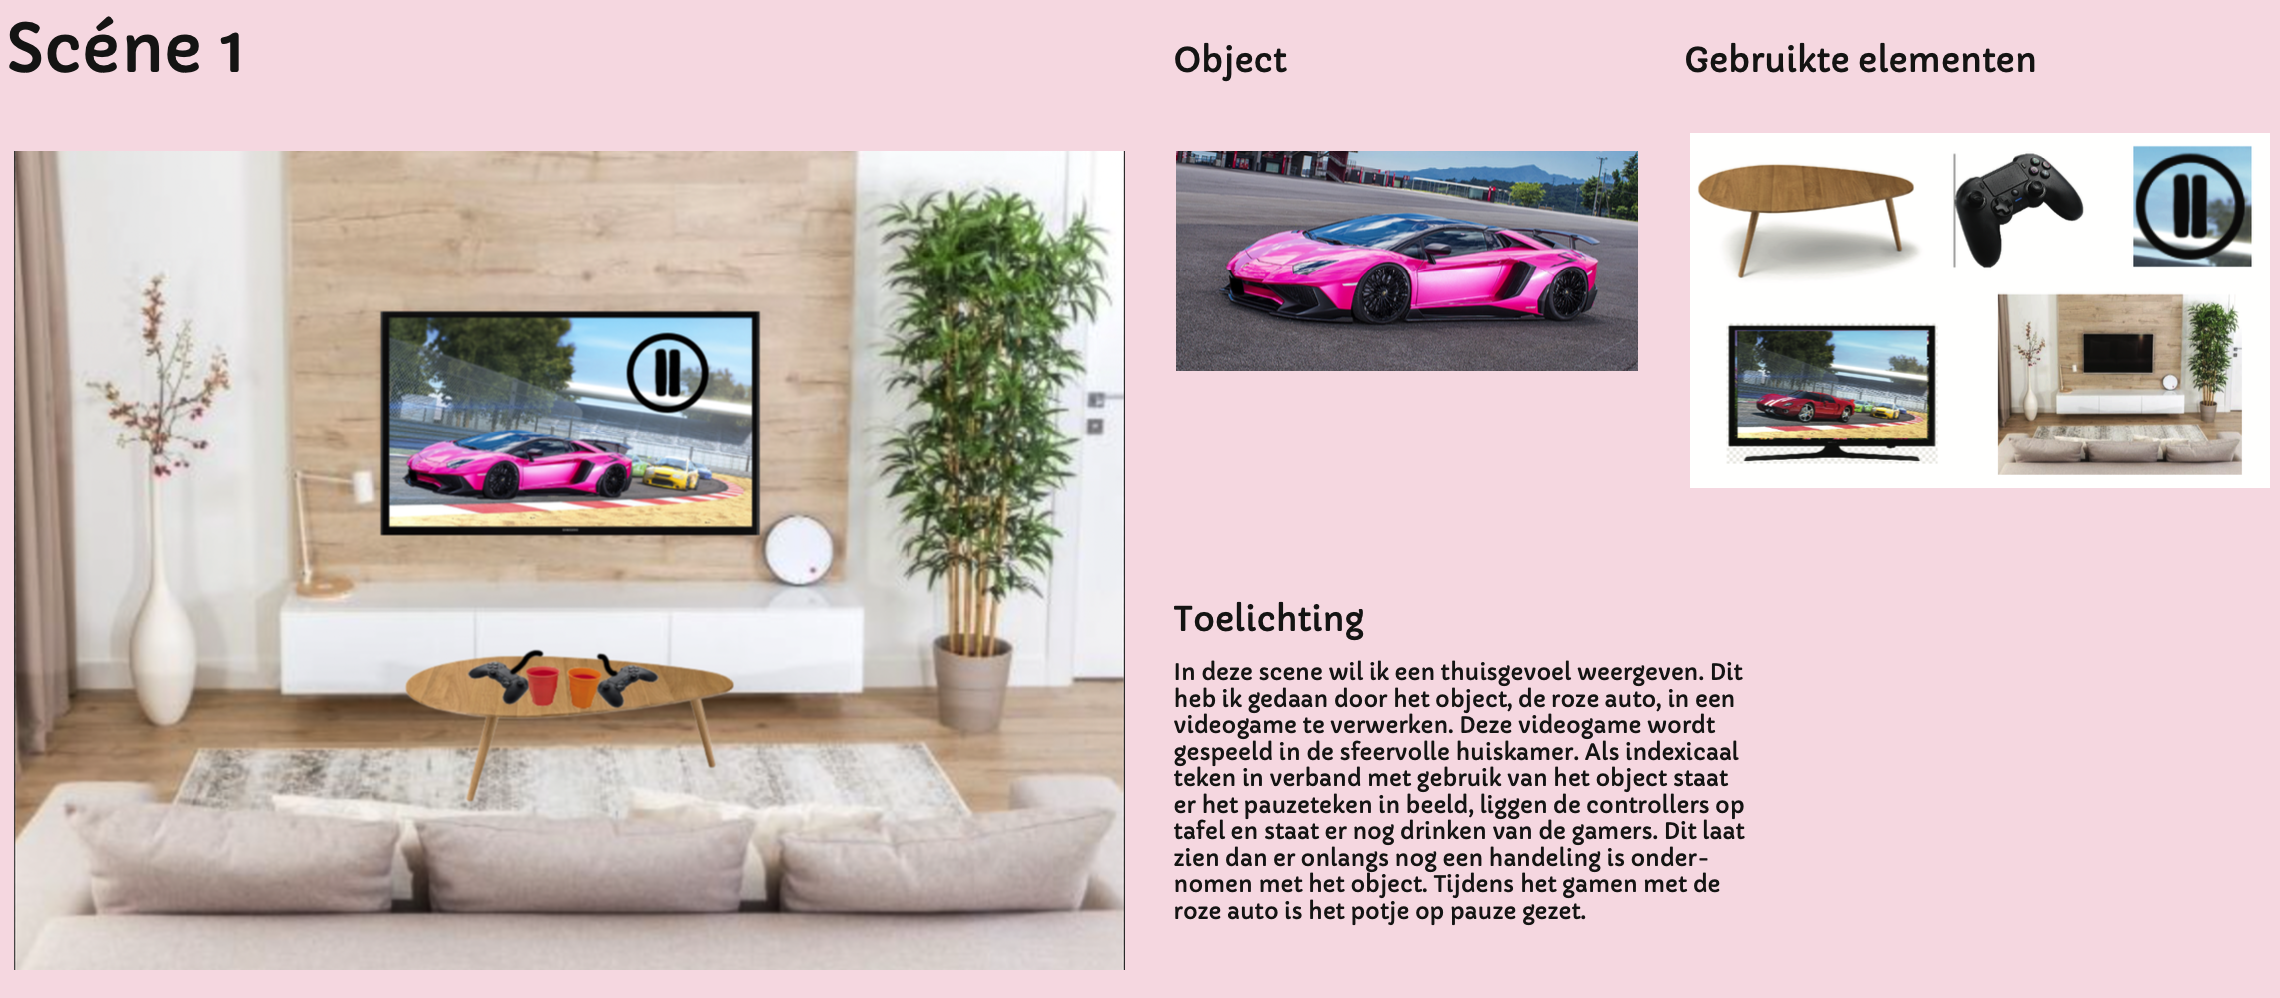 Scéne 1
Object
Gebruikte elementen
Toelichting
In deze scene wil ik een thuisgevoel weergeven. Dit
heb ik gedaan door het object, de roze auto, in een
videogame te verwerken. Deze videogame wordt
gespeeld in de sfeervolle huiskamer. Als indexicaal
teken in verband met gebruik van het object staat
er het pauzeteken in beeld, liggen de controllers op
tafel en staat er nog drinken van de gamers. Dit laat
zien dan er onlangs nog een handeling is onder-
nomen met het object. Tijdens het gamen met de
roze auto is het potje op pauze gezet.